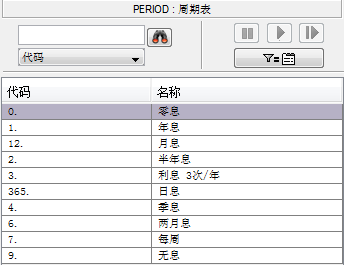 PERIOD : 周期表
代码
代码 名称
0. 零息
1. 年息
12. 月息
2. 半年息
3. 利息 3次/年
365. 日息
4. 季息
6. 两月息
7. 每周
9. 无息